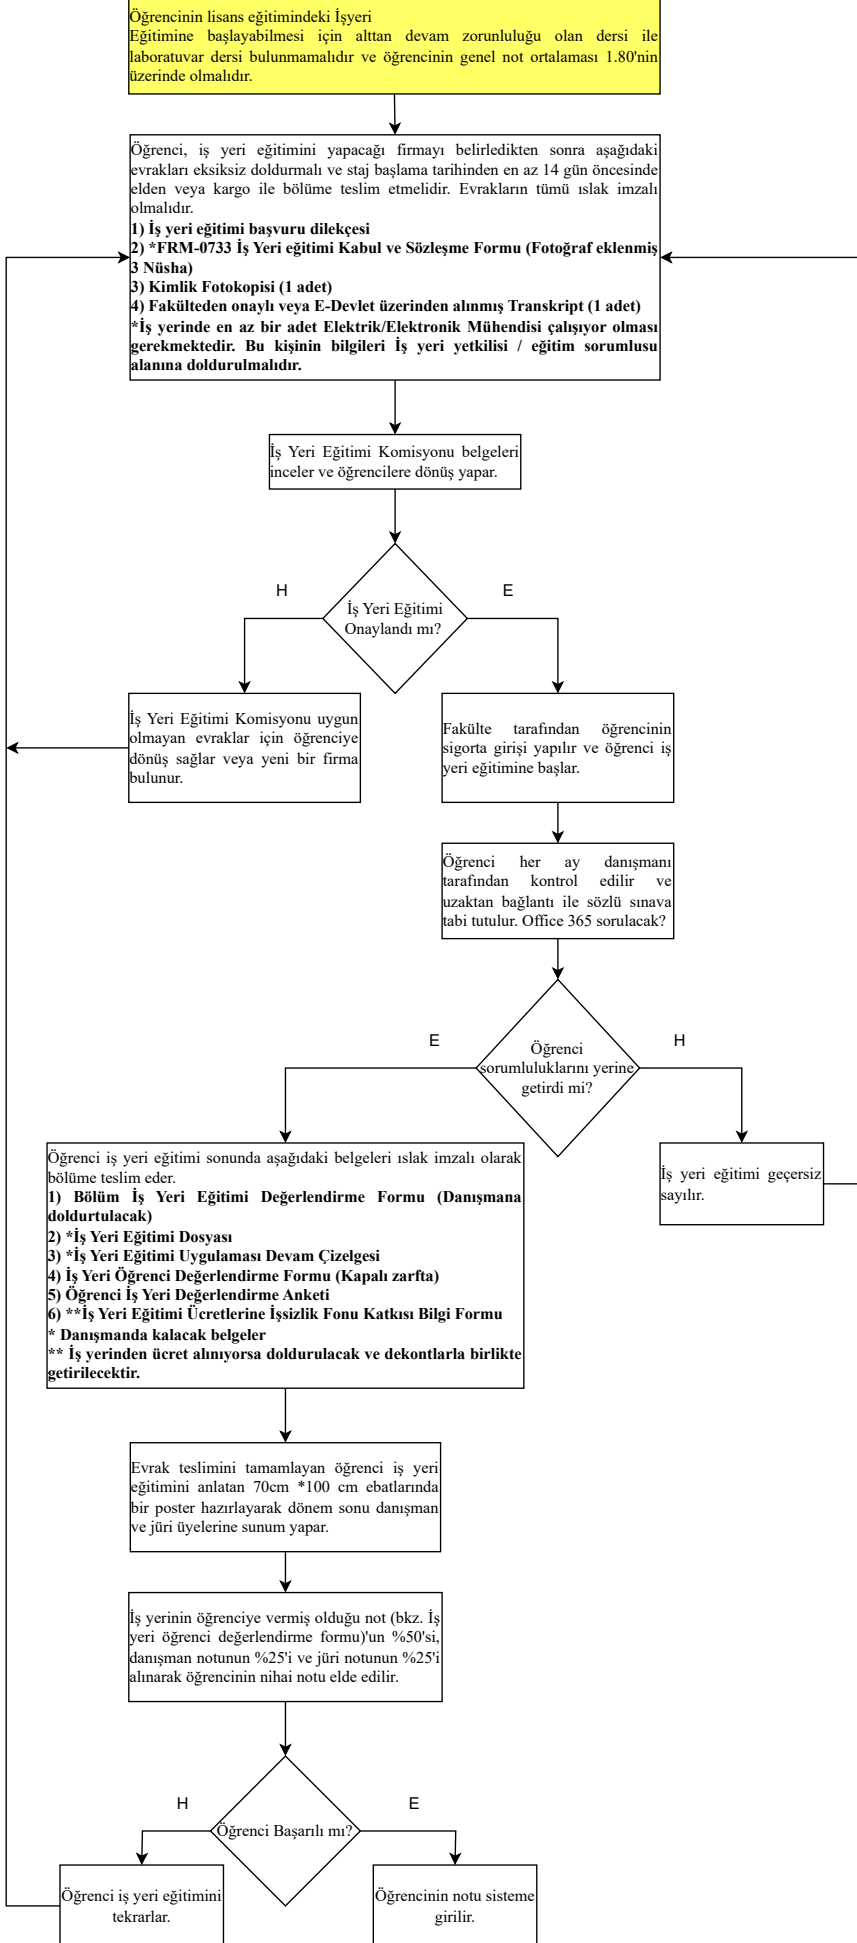 Öğrencinin lisans eğitimindeki İşyeri
Eğitimine başlayabilmesi için alttan devam zorunluluğu olan dersi ile
laboratuvar dersi bulunmamalıdır ve öğrencinin genel not ortalaması 1.80'nin
üzerinde olmalıdır.
Öğrenci, iş yeri eğitimini yapacağı firmayı belirledikten sonra aşağıdaki
evrakları eksiksiz doldurmalı ve staj başlama tarihinden en az 14 gün öncesinde
elden veya kargo ile bölüme teslim etmelidir. Evrakların tümü ıslak imzalı
olmalıdır.
1) İş yeri eğitimi başvuru dilekçesi
2) *FRM-0733 İş Yeri eğitimi Kabul ve Sözleşme Formu (Fotoğraf eklenmiş
3 Nüsha)
3) Kimlik Fotokopisi (1 adet)
4) Fakülteden onaylı veya E-Devlet üzerinden alınmış Transkript (1 adet)
*İş yerinde en az bir adet Elektrik/Elektronik Mühendisi çalışıyor olması
gerekmektedir. Bu kişinin bilgileri İş yeri yetkilisi / eğitim sorumlusu
alanına doldurulmalıdır.
İş Yeri Eğitimi Komisyonu belgeleri
inceler ve öğrencilere dönüş yapar.
H
E
İş Yeri Eğitimi
Onaylandı mı?
İş Yeri Eğitimi Komisyonu uygun
olmayan evraklar için öğrenciye
dönüş sağlar veya yeni bir firma
bulunur.
Fakülte tarafından öğrencinin
sigorta girişi yapılır ve öğrenci iş
yeri eğitimine başlar.
Öğrenci her ay danışmanı
tarafından kontrol edilir ve
uzaktan bağlantı ile sözlü sınava
tabi tutulur. Office 365 sorulacak?
E
H
Öğrenci
sorumluluklarını yerine
getirdi mi?
Öğrenci iş yeri eğitimi sonunda aşağıdaki belgeleri ıslak imzalı olarak
bölüme teslim eder.
1) Bölüm İş Yeri Eğitimi Değerlendirme Formu (Danışmana
doldurtulacak)
2) *İş Yeri Eğitimi Dosyası
3) *İş Yeri Eğitimi Uygulaması Devam Çizelgesi
4) İş Yeri Öğrenci Değerlendirme Formu (Kapalı zarfta)
5) Öğrenci İş Yeri Değerlendirme Anketi
6) **İş Yeri Eğitimi Ücretlerine İşsizlik Fonu Katkısı Bilgi Formu
* Danışmanda kalacak belgeler
** İş yerinden ücret alınıyorsa doldurulacak ve dekontlarla birlikte
getirilecektir.
İş yeri eğitimi geçersiz
sayılır.
Evrak teslimini tamamlayan öğrenci iş yeri
eğitimini anlatan 70cm *100 cm ebatlarında
bir poster hazırlayarak dönem sonu danışman
ve jüri üyelerine sunum yapar.
İş yerinin öğrenciye vermiş olduğu not (bkz. İş
yeri öğrenci değerlendirme formu)'un %50'si,
danışman notunun %25'i ve jüri notunun %25'i
alınarak öğrencinin nihai notu elde edilir.
H
E
Öğrenci Başarılı mı?
Öğrenci iş yeri eğitimini
tekrarlar.
Öğrencinin notu sisteme
girilir.